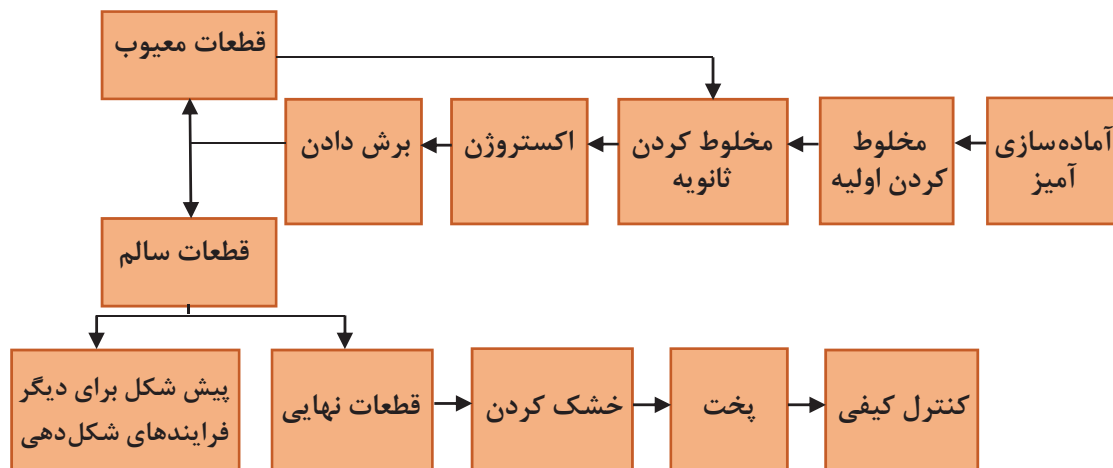 قطعات معیوب
آماده‌سازی
آمیز
مخلوط
کردن اولیه
مخلوط کردن
ثانویه
اکستروژن
برش دادن
قطعات سالم
پیش شکل برای دیگر
فرایندهای شکل‌دهی
قطعات نهایی
خشک کردن
پخت
کنترل کیفی